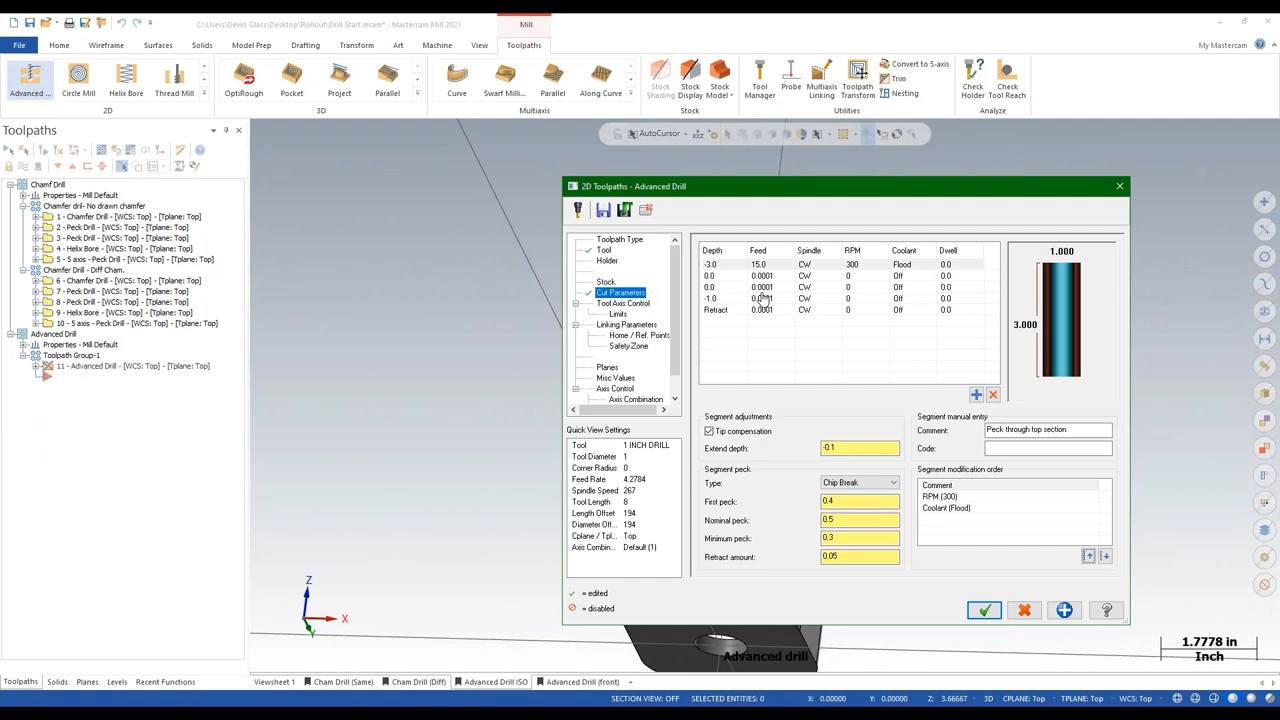 C:\Users\Devin Glass\Desktop\Rollout\Drill Start.mcam* - Mastercam Mill 2021
Mill
File Home Wireframe Surfaces Solids Model Prep Drafting Transform Art Machine View Toolpaths My Mastercam
Advanced ... Circle Mill Helix Bore Thread Mill OptiRough Pocket Project Parallel Curve Swarf Milli... Parallel Along Curve Stock Shading Stock Display Stock Model Tool Manager Probe Multiaxis Linking Toolpath Transform Convert to 5-axis Trim Nesting Check Holder Check Tool Reach
2D 3D Multiaxis Stock Utilities Analyze
Toolpaths
AutoCursor
G1
Chamf Drill
Properties - Mill Default
Chamfer dril- No drawn chamfer
1 - Chamfer Drill - [WCS: Top] - [Tplane: Top]
2 - Peck Drill - [WCS: Top] - [Tplane: Top]
3 - Peck Drill - [WCS: Top] - [Tplane: Top]
4 - Helix Bore - [WCS: Top] - [Tplane: Top]
5 - 5 axis - Peck Drill - [WCS: Top] - [Tplane: Top]
Chamfer Drill - Diff Cham.
6 - Chamfer Drill - [WCS: Top] - [Tplane: Top]
7 - Peck Drill - [WCS: Top] - [Tplane: Top]
8 - Peck Drill - [WCS: Top] - [Tplane: Top]
9 - Helix Bore - [WCS: Top] - [Tplane: Top]
10 - 5 axis - Peck Drill - [WCS: Top] - [Tplane: Top]
Advanced Drill
Properties - Mill Default
Toolpath Group-1
11 - Advanced Drill - [WCS: Top] - [Tplane: Top]
2D Toolpaths - Advanced Drill
Toolpath Type
Tool
Holder
Stock
Cut Parameters
Tool Axis Control
Limits
Linking Parameters
Home / Ref. Points
Safety Zone
Planes
Misc Values
Axis Control
Axis Combination
Quick View Settings
Tool 1 INCH DRILL
Tool Diameter 1
Corner Radius 0
Feed Rate 4.2784
Spindle Speed 267
Tool Length 8
Length Offset 194
Diameter Off... 194
Cplane / Tpl... Top
Axis Combin... Default (1)
= edited
= disabled
Depth Feed Spindle RPM Coolant Dwell
-3.0 15.0 CW 300 Flood 0.0
0.0 0.0001 CW 0 Off 0.0
0.0 0.0001 CW 0 Off 0.0
-1.0 0.0001 CW 0 Off 0.0
Retract 0.0001 CW 0 Off 0.0
1.000
3.000
Segment adjustments
Tip compensation
Extend depth: -0.1
Segment peck
Type: Chip Break
First peck: 0.4
Nominal peck: 0.5
Minimum peck: 0.3
Retract amount: 0.05
Segment manual entry
Comment: Peck through top section
Code:
Segment modification order
Comment
RPM (300)
Coolant (Flood)
Z
X
Y
Advanced drill
1.7778 in
Inch
Toolpaths Solids Planes Levels Recent Functions Viewsheet 1 Cham Drill (Same) Cham Drill (Diff) Advanced Drill ISO Advanced Drill (front) +
SECTION VIEW: OFF SELECTED ENTITIES: 0 X: 0.00000 Y: 0.00000 Z: 3.66667 3D CPLANE: TOP TPLANE: TOP WCS: TOP